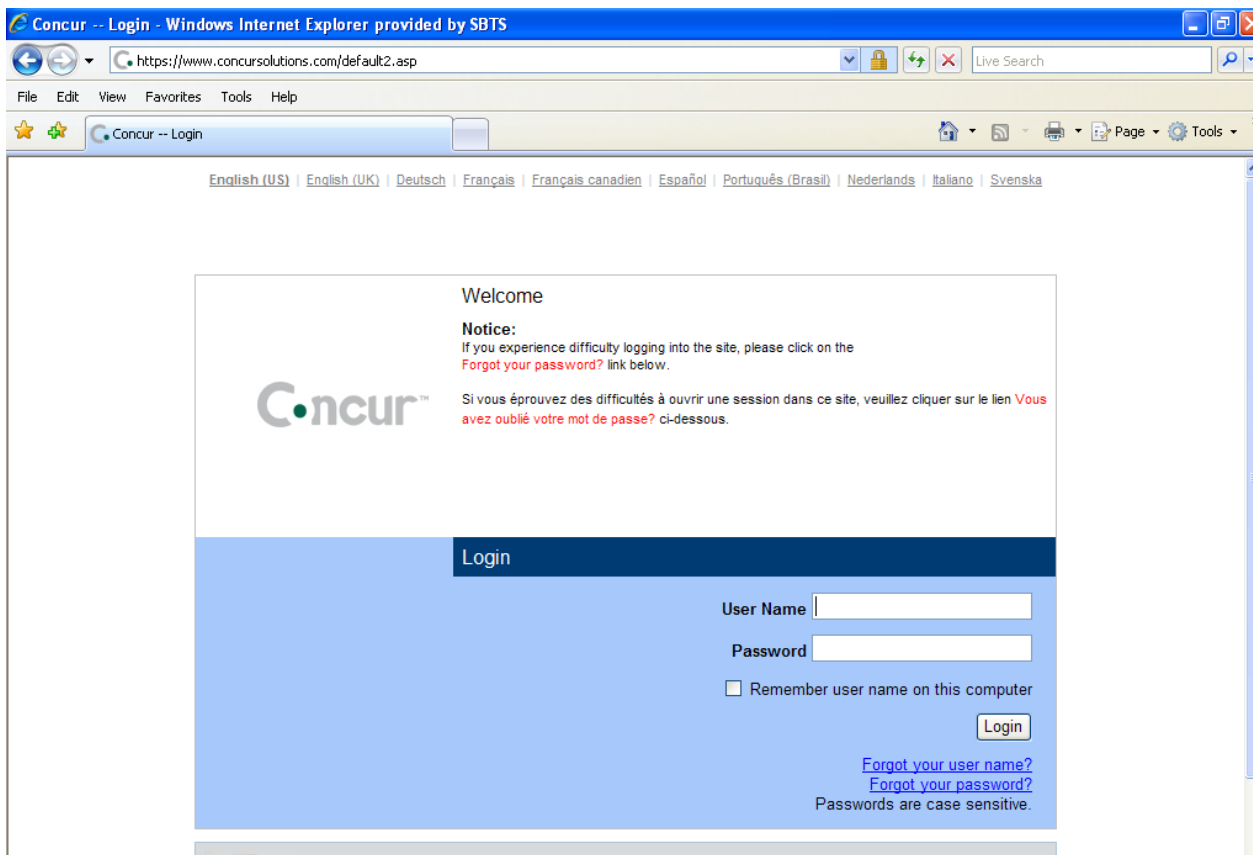 Concur -- Login - Windows Internet Explorer provided by SBTS
https://www.concursolutions.com/default2.asp
Live Search
File Edit View Favorites Tools Help
Concur -- Login
Page Tools
English (US) | English (UK) | Deutsch | Français | Français canadien | Español | Português (Brasil) | Nederlands | Italiano | Svenska
Welcome
Notice:
If you experience difficulty logging into the site, please click on the
Forgot your password? link below.
Concur™
Si vous éprouvez des difficultés à ouvrir une session dans ce site, veuillez cliquer sur le lien Vous
avez oublié votre mot de passe? ci-dessous.
Login
User Name
Password
Remember user name on this computer
Login
Forgot your user name?
Forgot your password?
Passwords are case sensitive.